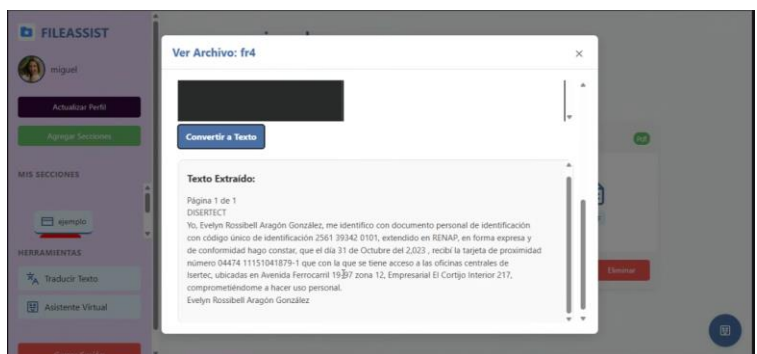 FILEASSIST
miguel
Actualizar Perfil
Agregar Secciones
MIS SECCIONES
ejemplo
HERRAMIENTAS
Traducir Texto
Asistente Virtual
Ver Archivo: fr4
×
Convertir a Texto
Texto Extraído:
Página 1 de 1
DISERTECT
Yo, Evelyn Rossibell Aragón González, me identifico con documento personal de identificación
con código único de identificación 2561 39342 0101, extendido en RENAP, en forma expresa y
de conformidad hago constar, que el día 31 de Octubre del 2,023 , recibí la tarjeta de proximidad
número 04474 11151041879-1 que con la que se tiene acceso a las oficinas centrales de
Isertec, ubicadas en Avenida Ferrocarril 19-97 zona 12, Empresarial El Cortijo Interior 217,
comprometiéndome a hacer uso personal.
Evelyn Rossibell Aragón González
Eliminar